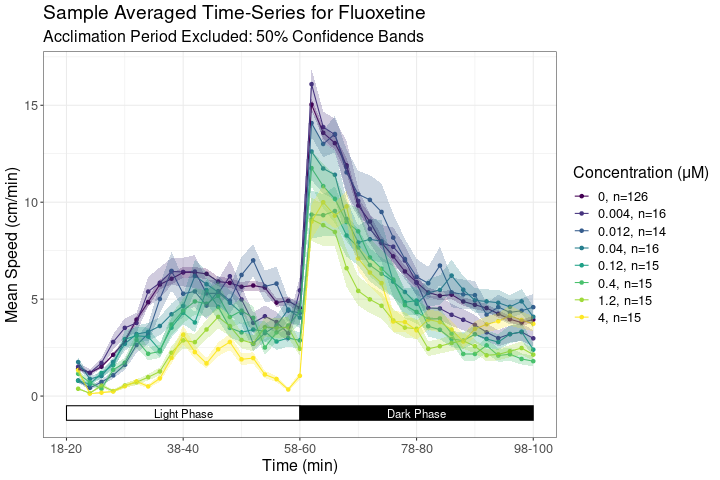 Sample Averaged Time-Series for Fluoxetine
Acclimation Period Excluded: 50% Confidence Bands
Mean Speed (cm/min)
15
10
5
0
Light Phase
Dark Phase
18-20
38-40
58-60
78-80
98-100
Time (min)
Concentration (µM)
0, n=126
0.004, n=16
0.012, n=14
0.04, n=16
0.12, n=15
0.4, n=15
1.2, n=15
4, n=15